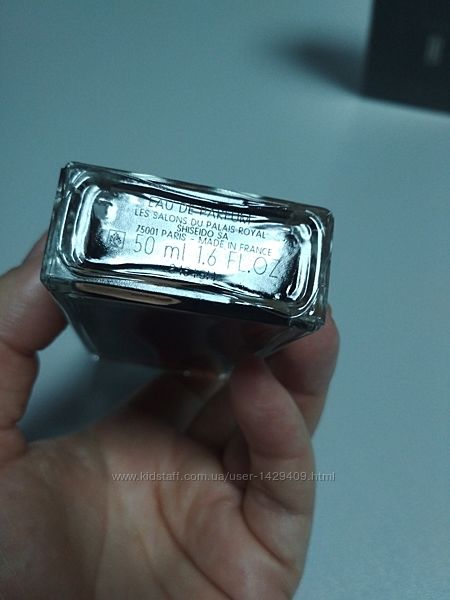 EAU DE PARFUM
LES SALONS DU PALAIS ROYAL
SHISEIDO SA
75001 PARIS - MADE IN FRANCE
50 ml 1.6 FL.OZ
www.kidstaff.com.ua/user-1429409.html